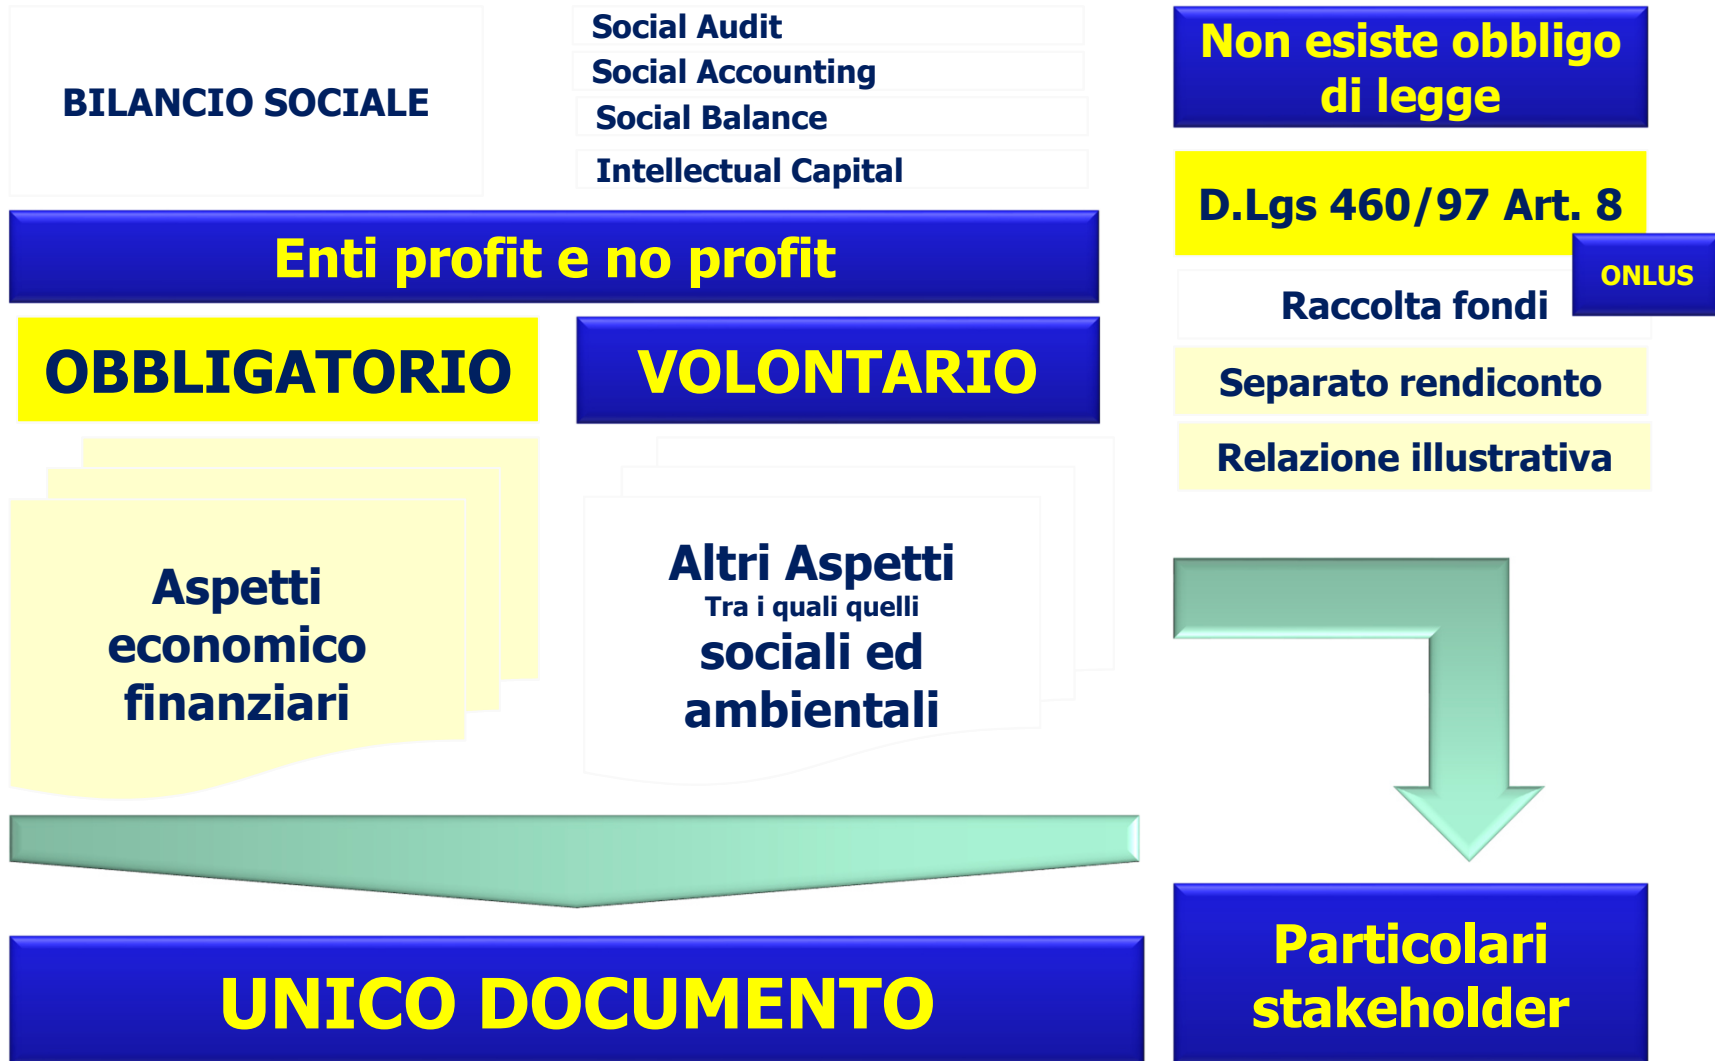 BILANCIO SOCIALE
Social Audit
Social Accounting
Social Balance
Intellectual Capital
Enti profit e no profit
OBBLIGATORIO
VOLONTARIO
Aspetti
economico
finanziari
Altri Aspetti
Tra i quali quelli
sociali ed
ambientali
UNICO DOCUMENTO
Non esiste obbligo
di legge
D.Lgs 460/97 Art. 8
ONLUS
Raccolta fondi
Separato rendiconto
Relazione illustrativa
Particolari
stakeholder